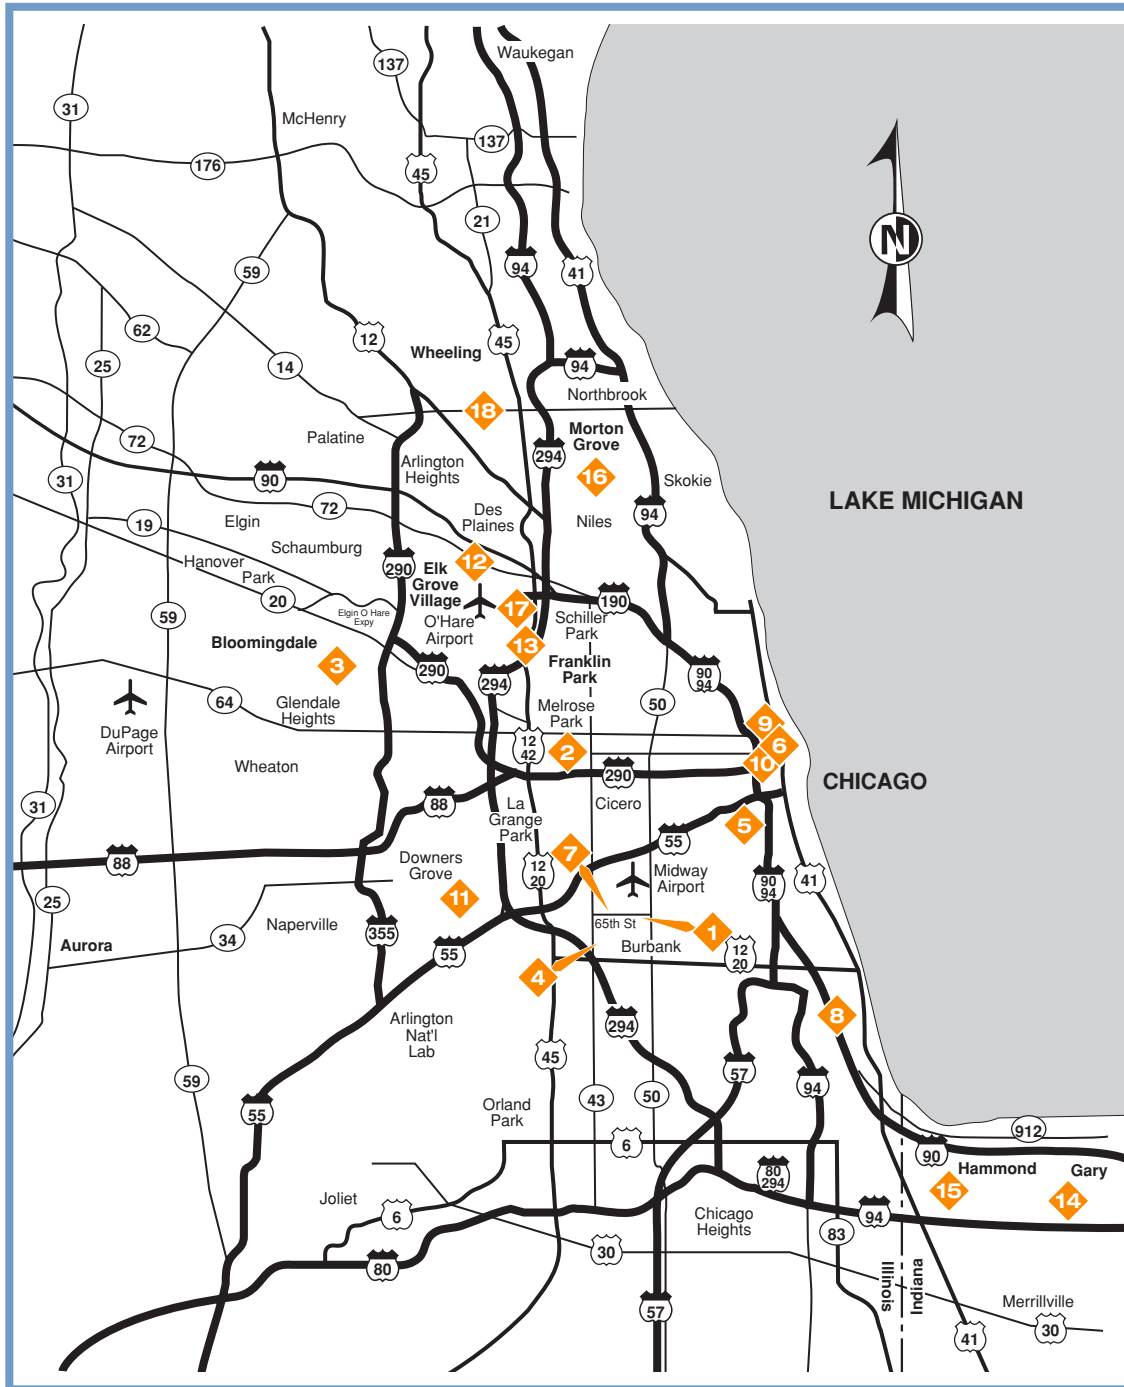 Waukegan
137
31
McHenry
137
176
45
21
59
94
41
N
62
12
45
25
14
Wheeling
94
Northbrook
18
72
Palatine
Morton
Grove
294
Arlington
Heights
90
31
16
Skokie
LAKE MICHIGAN
72
Des
Plaines
94
19
Elgin
Niles
Schaumburg
Hanover
Park
290
Elk
Grove
Village
12
20
Elgin O Hare
Expy
190
17
59
O'Hare
Airport
Schiller
Park
Bloomingdale
13
3
290
Franklin
Park
90
94
294
64
Glendale
Heights
Melrose
Park
50
9
DuPage
Airport
12
42
2
6
Wheaton
10
290
CHICAGO
31
88
La
Grange
Park
Cicero
5
55
88
Downers
Grove
7
12
20
Midway
Airport
90
94
41
25
11
Naperville
65th St
1
355
34
Aurora
55
Burbank
12
20
4
8
Arlington
Nat'l
Lab
294
45
57
59
94
55
Orland
Park
43
50
912
6
90
Hammond
Gary
80
294
15
14
Joliet
6
Chicago
Heights
94
83
30
80
Illinois
Indiana
57
Merrillville
41
30